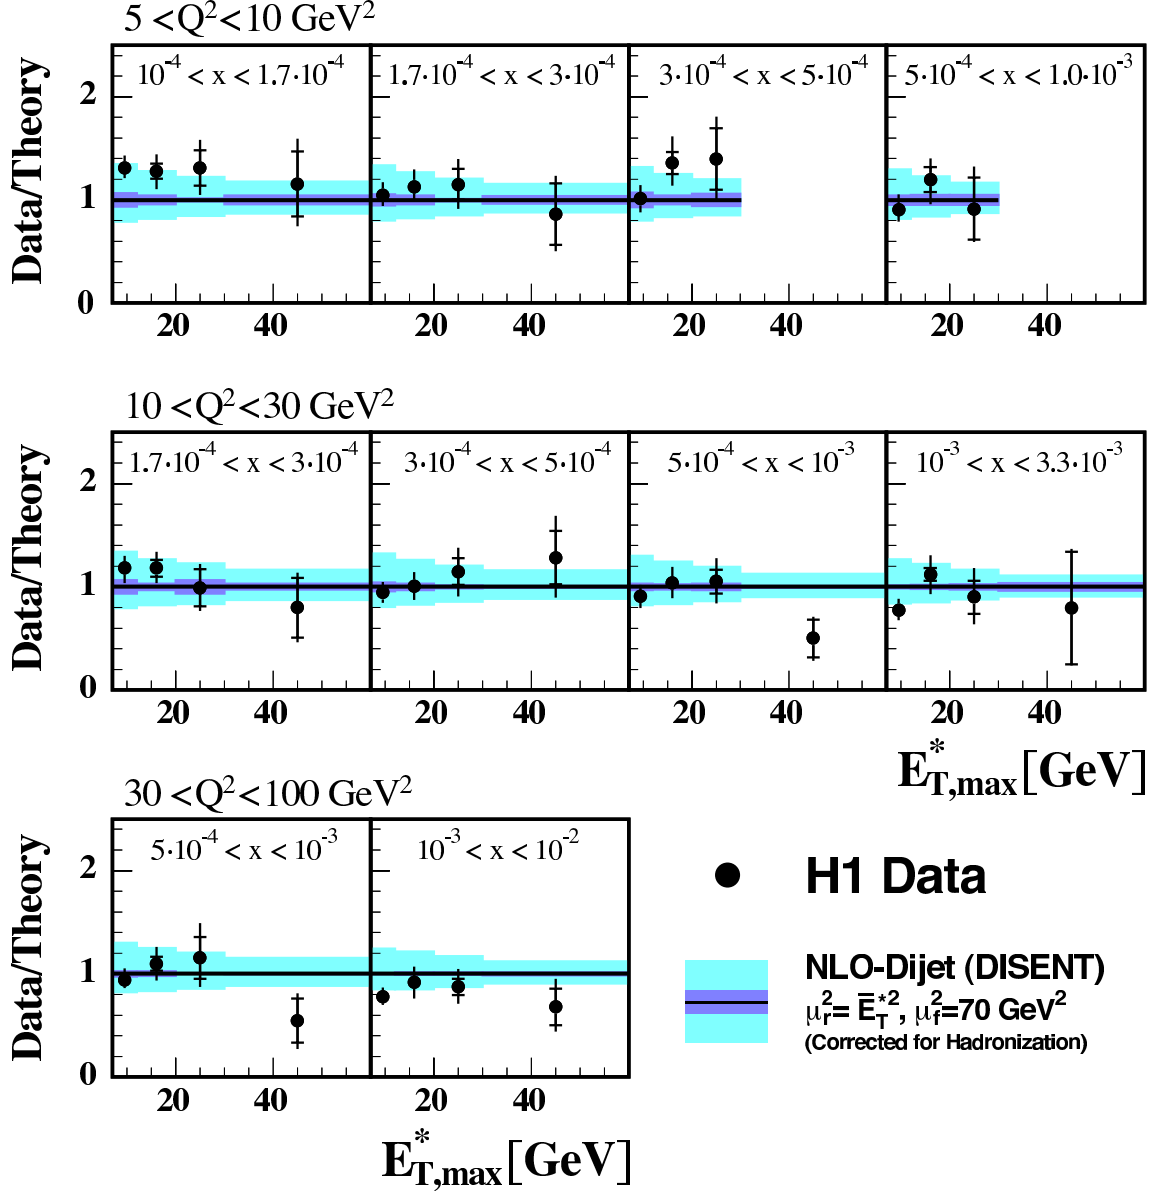 5 <Q²<10 GeV²
Data/Theory
10⁻⁴ < x < 1.7·10⁻⁴
1.7·10⁻⁴ < x < 3·10⁻⁴
3·10⁻⁴ < x < 5·10⁻⁴
5·10⁻⁴ < x < 1.0·10⁻³
2
1
0
20 40 20 40 20 40 20 40
10 <Q²<30 GeV²
Data/Theory
1.7·10⁻⁴ < x < 3·10⁻⁴
3·10⁻⁴ < x < 5·10⁻⁴
5·10⁻⁴ < x < 10⁻³
10⁻³ < x < 3.3·10⁻³
2
1
0
20 40 20 40 20 40 20 40
E*T,max [GeV]
30 <Q²<100 GeV²
Data/Theory
5·10⁻⁴ < x < 10⁻³
10⁻³ < x < 10⁻²
2
1
0
20 40 20 40
E*T,max [GeV]
H1 Data
NLO-Dijet (DISENT)
μr²= E̅T*², μf²=70 GeV²
(Corrected for Hadronization)